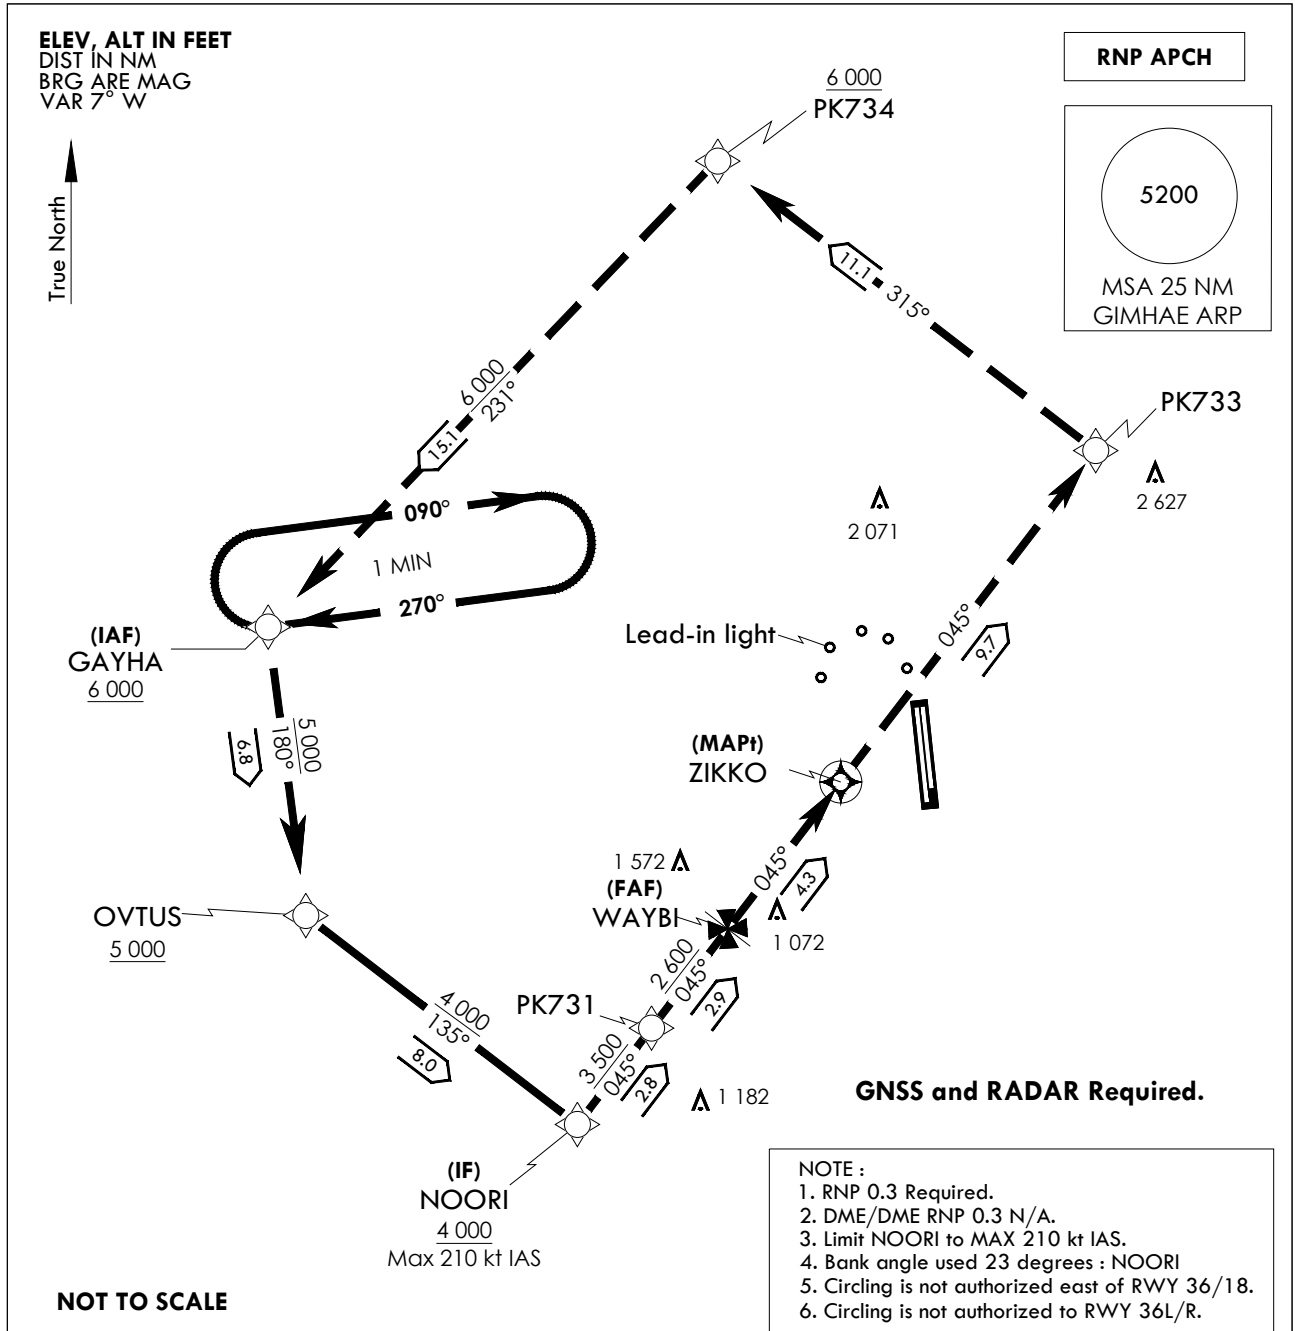 ELEV, ALT IN FEET
DIST IN NM
BRG ARE MAG
VAR 7° W
True North
RNP APCH
5200
MSA 25 NM
GIMHAE ARP
6 000
PK734
11.1
315°
PK733
2 627
2 071
6 000
231°
15.1
090°
1 MIN
270°
(IAF)
GAYHA
6 000
Lead-in light
045°
9.7
5 000
180°
6.8
(MAPt)
ZIKKO
045°
4.3
1 572
(FAF)
WAYBI
1 072
OVTUS
5 000
2 600
045°
2.9
PK731
4 000
135°
8.0
3 500
045°
2.8
1 182
GNSS and RADAR Required.
(IF)
NOORI
4 000
Max 210 kt IAS
NOTE :
1. RNP 0.3 Required.
2. DME/DME RNP 0.3 N/A.
3. Limit NOORI to MAX 210 kt IAS.
4. Bank angle used 23 degrees : NOORI
5. Circling is not authorized east of RWY 36/18.
6. Circling is not authorized to RWY 36L/R.
NOT TO SCALE